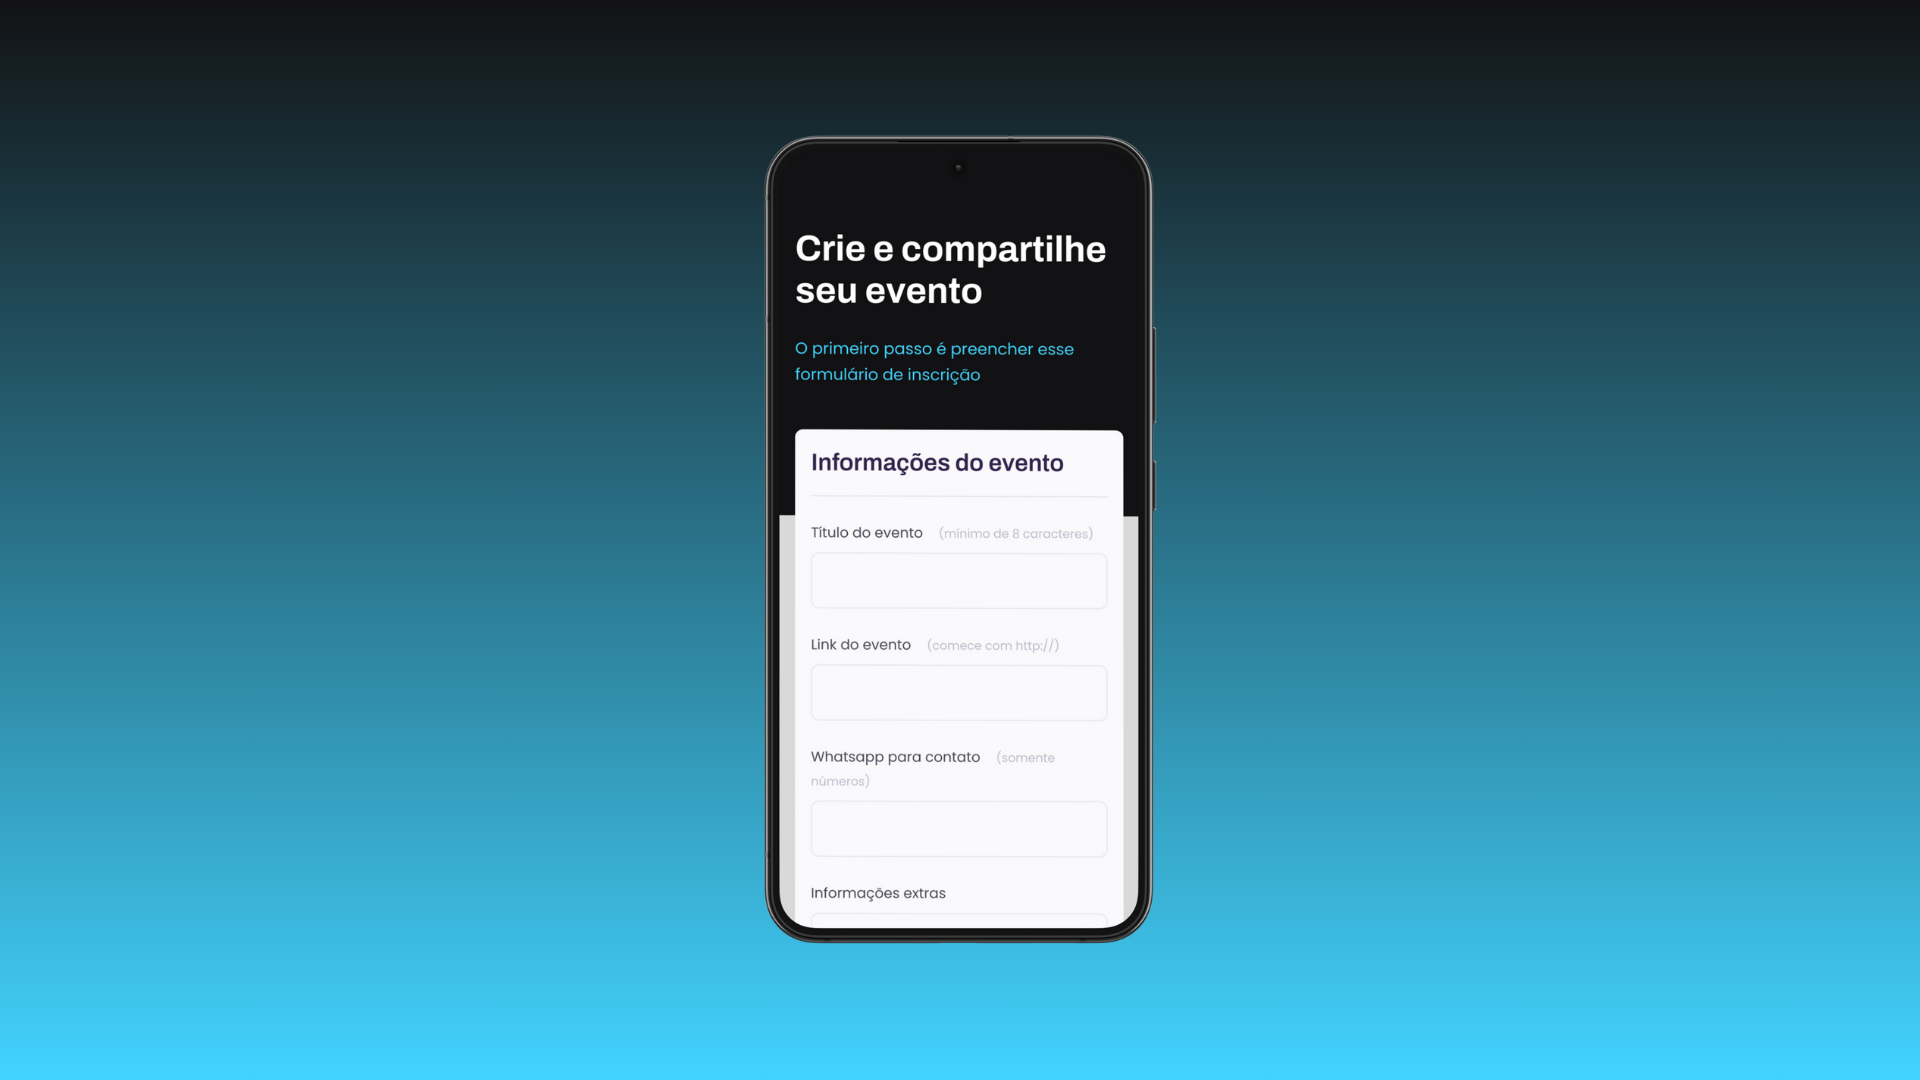 Crie e compartilhe
seu evento
O primeiro passo é preencher esse
formulário de inscrição
Informações do evento
Título do evento (mínimo de 8 caracteres)
Link do evento (comece com http://)
Whatsapp para contato (somente
números)
Informações extras